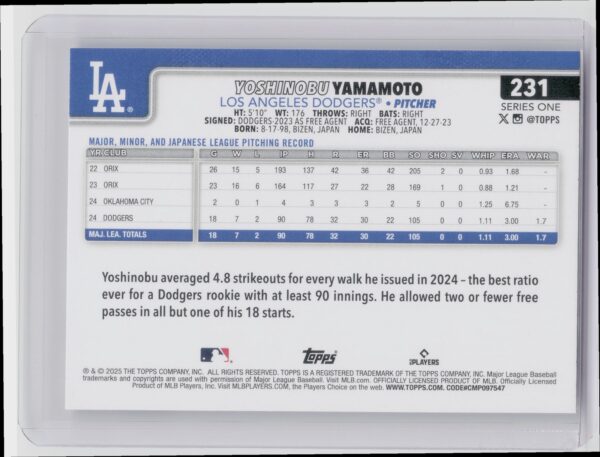 LA
YOSHINOBU YAMAMOTO
LOS ANGELES DODGERS® • PITCHER
HT: 5'10" WT: 176 THROWS: RIGHT BATS: RIGHT
SIGNED: DODGERS-2023 AS FREE AGENT ACQ: FREE AGENT, 12-27-23
BORN: 8-17-98, BIZEN, JAPAN HOME: BIZEN, JAPAN
231
SERIES ONE
X @TOPPS
MAJOR, MINOR, AND JAPANESE LEAGUE PITCHING RECORD
YR CLUB G W L IP H R ER BB SO SHO SV WHIP ERA WAR
22 ORIX 26 15 5 193 137 42 36 42 205 2 0 0.93 1.68 -
23 ORIX 23 16 6 164 117 27 22 28 169 1 0 0.88 1.21 -
24 OKLAHOMA CITY 2 0 1 4 3 3 3 2 5 0 0 1.25 6.75 -
24 DODGERS 18 7 2 90 78 32 30 22 105 0 0 1.11 3.00 1.7
MAJ. LEA. TOTALS 18 7 2 90 78 32 30 22 105 0 0 1.11 3.00 1.7
Yoshinobu averaged 4.8 strikeouts for every walk he issued in 2024 – the best ratio
ever for a Dodgers rookie with at least 90 innings. He allowed two or fewer free
passes in all but one of his 18 starts.
Topps
PLAYERS
® & © 2025 THE TOPPS COMPANY, INC. ALL RIGHTS RESERVED. TOPPS IS A REGISTERED TRADEMARK OF THE TOPPS COMPANY, INC. Major League Baseball
trademarks and copyrights are used with permission of Major League Baseball. Visit MLB.com. OFFICIALLY LICENSED PRODUCT OF MLB. Officially Licensed
Product of MLB Players, Inc. Visit MLBPLAYERS.COM, the Players Choice on the web. WWW.TOPPS.COM. CODE#CMP097547